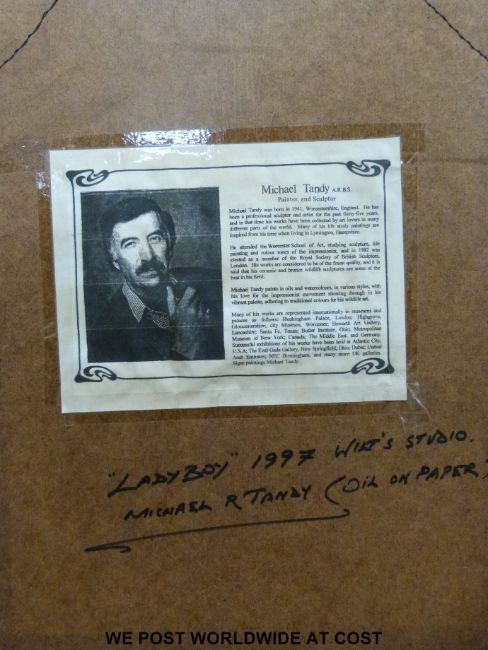 Michael Tandy A.R.B.S.
Painter, and Sculptor
Michael Tandy was born in 1941, Worcestershire, England. He has
been a professional sculptor and artist for the past thirty-five years,
and in that time his works have been collected by art lovers in many
different parts of the world. Many of his life study paintings are
inspired from his time when living in Lymington, Hampshire.
He attended the Worcester School of Art, studying sculpture, life
painting and colour tones of the impressionist, and in 1982 was
elected as a member of the Royal Society of British Sculptors,
London. His works are considered to be of the finest quality, and it is
said that his ceramic and bronze wildlife sculptures are some of the
best in his field.
Michael Tandy paints in oils and watercolours, in various styles, with
his love for the impressionist movement showing through in his
vibrant palette, adhering to traditional colours for his wildlife art.
Many of his works are represented internationally in museums and
palaces as follows: Buckingham Palace, London; Highgrove,
Gloucestershire; city Museum, Worcester; Howard Art Gallery,
Lancaster; Santa Fe, Texas; Butler Institute, Ohio; Metropolitan
Museum of New York; Canada; The Middle East. and Germany.
Successful exhibitions of his works have been held at Atlantic City,
U.S.A; The Enid Gada Gallery, New Springfield, Ohio; Dubai; United
Arab Emirates; NEC Birmingham, and many more UK galleries.
Signs paintings Michael Tandy.
"LADYBOY" 1997 WILT'S STUDIO.
MICHAEL R TANDY (OIL ON PAPER)
WE POST WORLDWIDE AT COST